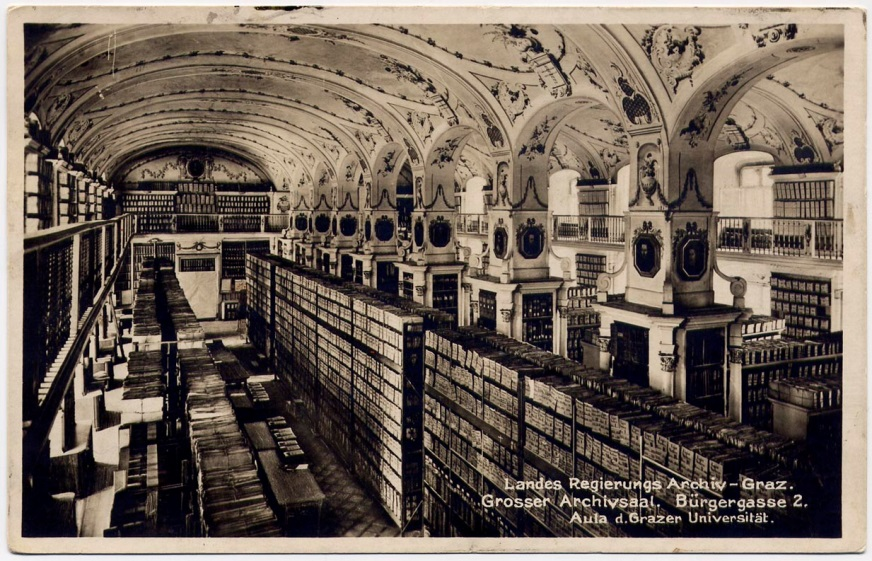 Landes Regierungs Archiv-Graz.
Grosser Archivsaal. Bürgergasse 2.
Aula d. Grazer Universität.